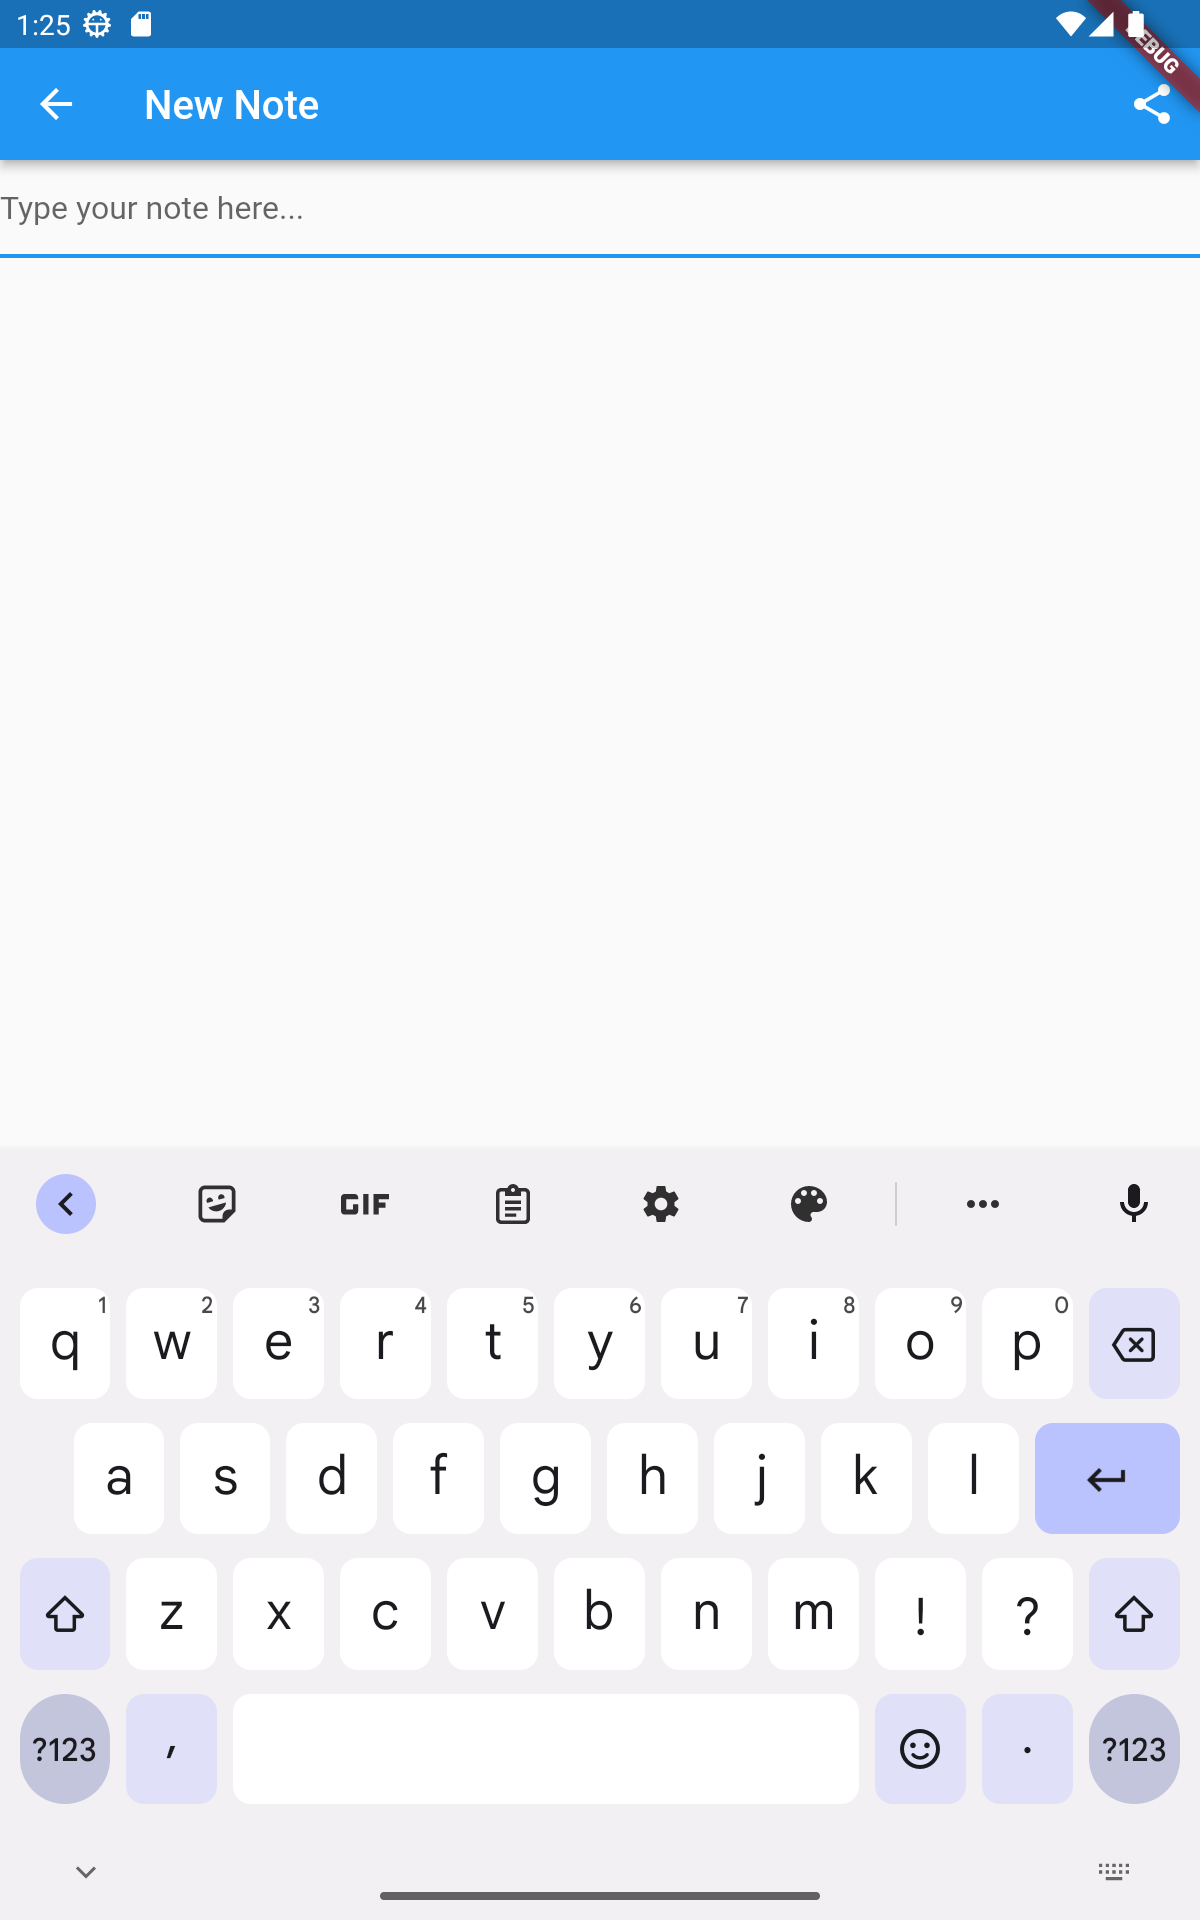 1:25
DEBUG
New Note
Type your note here...
GIF
1 2 3 4 5 6 7 8 9 0
q w e r t y u i o p
a s d f g h j k l
z x c v b n m ! ?
?123 , . ?123